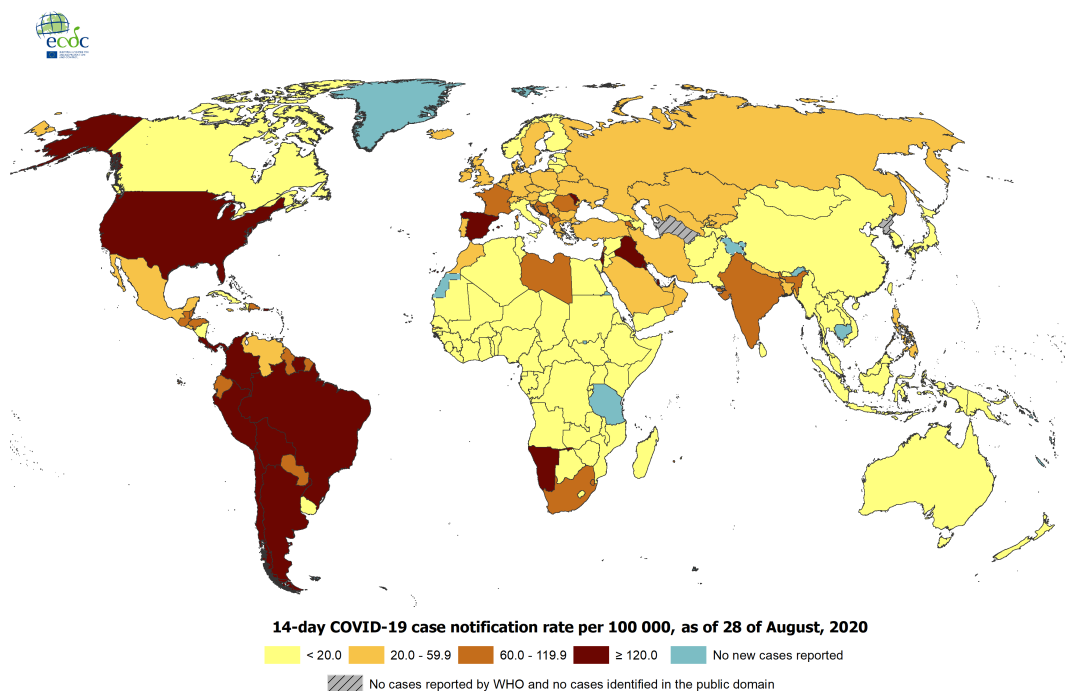 ecdc
14-day COVID-19 case notification rate per 100 000, as of 28 of August, 2020
< 20.0 20.0 - 59.9 60.0 - 119.9 ≥ 120.0 No new cases reported
No cases reported by WHO and no cases identified in the public domain